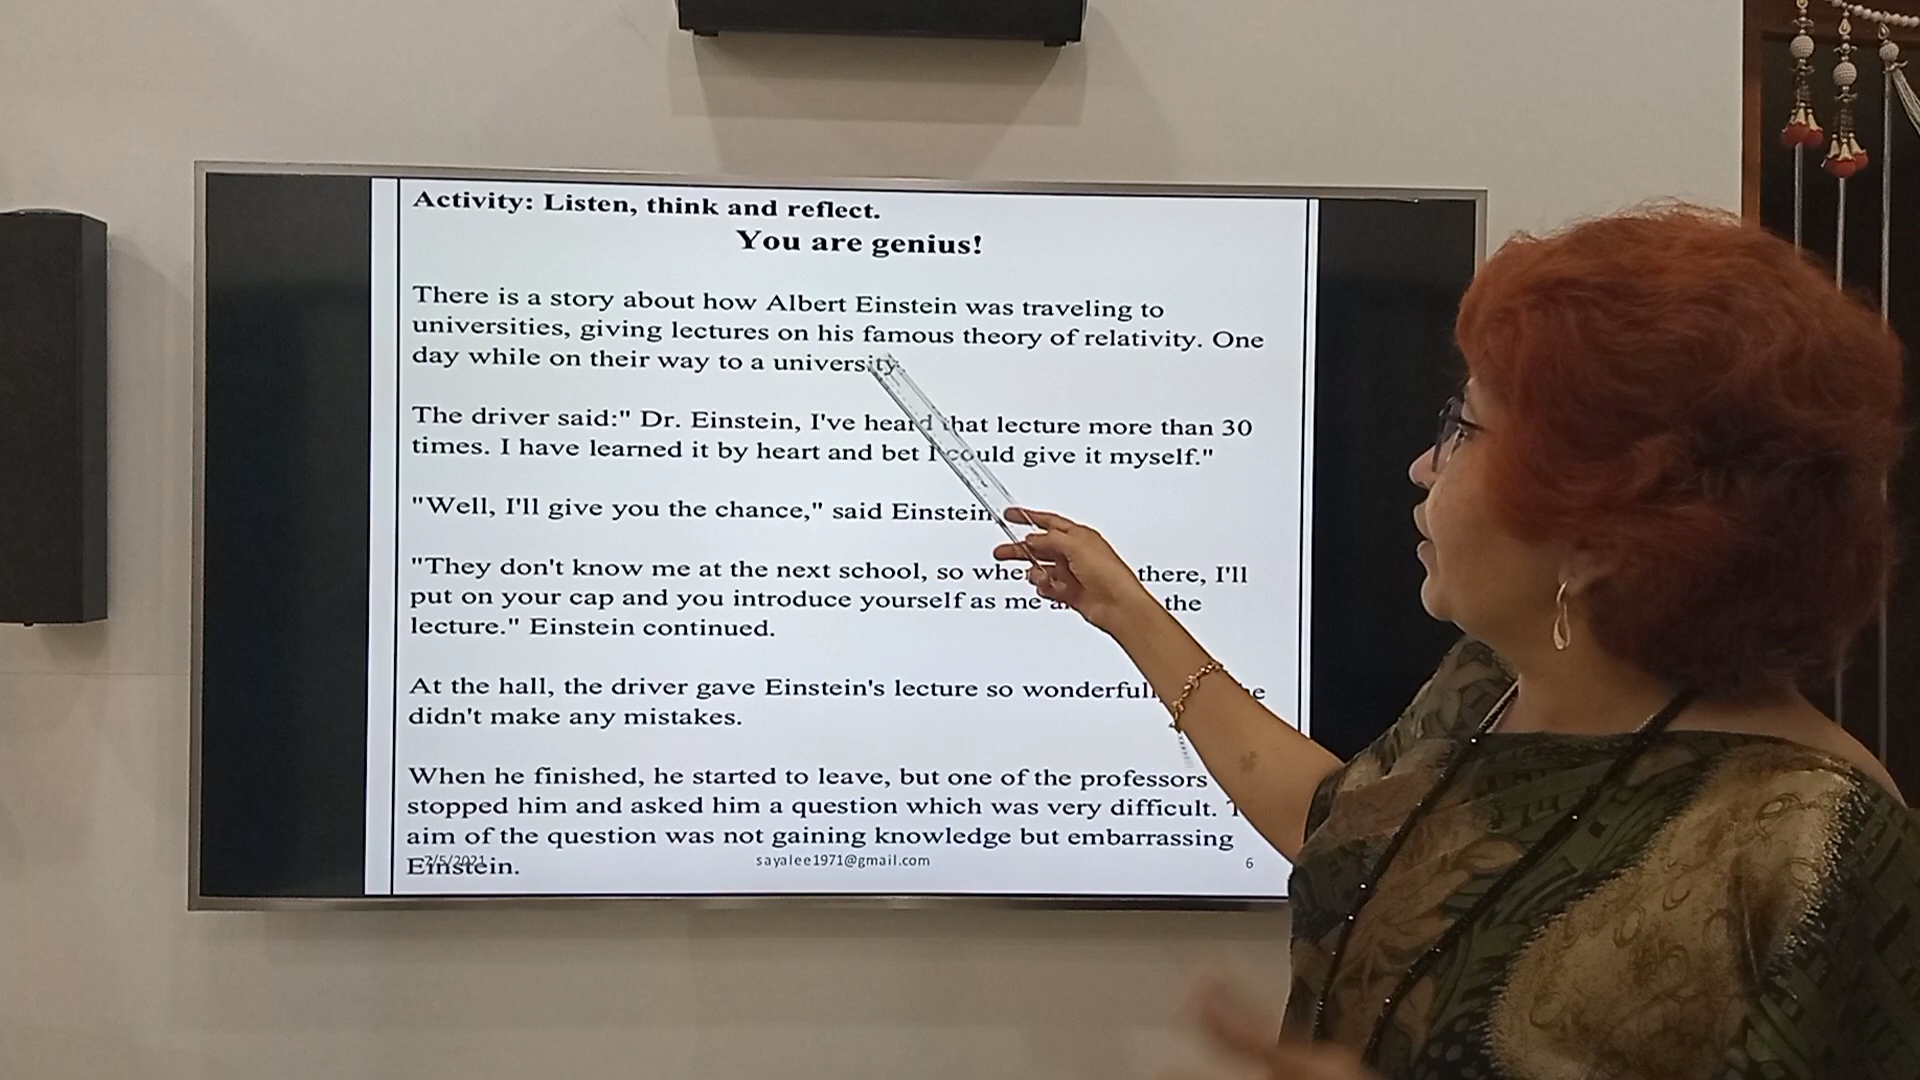 Activity: Listen, think and reflect.
You are genius!
There is a story about how Albert Einstein was traveling to
universities, giving lectures on his famous theory of relativity. One
day while on their way to a university
The driver said:" Dr. Einstein, I've heard that lecture more than 30
times. I have learned it by heart and bet I could give it myself."
"Well, I'll give you the chance," said Einstein
"They don't know me at the next school, so there, I'll
put on your cap and you introduce yourself as me the
lecture." Einstein continued.
At the hall, the driver gave Einstein's lecture so
didn't make any mistakes.
When he finished, he started to leave, but one of the professors
stopped him and asked him a question which was very difficult.
aim of the question was not gaining knowledge but embarrassing
Einstein.
2/5/2021 sayalee1971@gmail.com 6